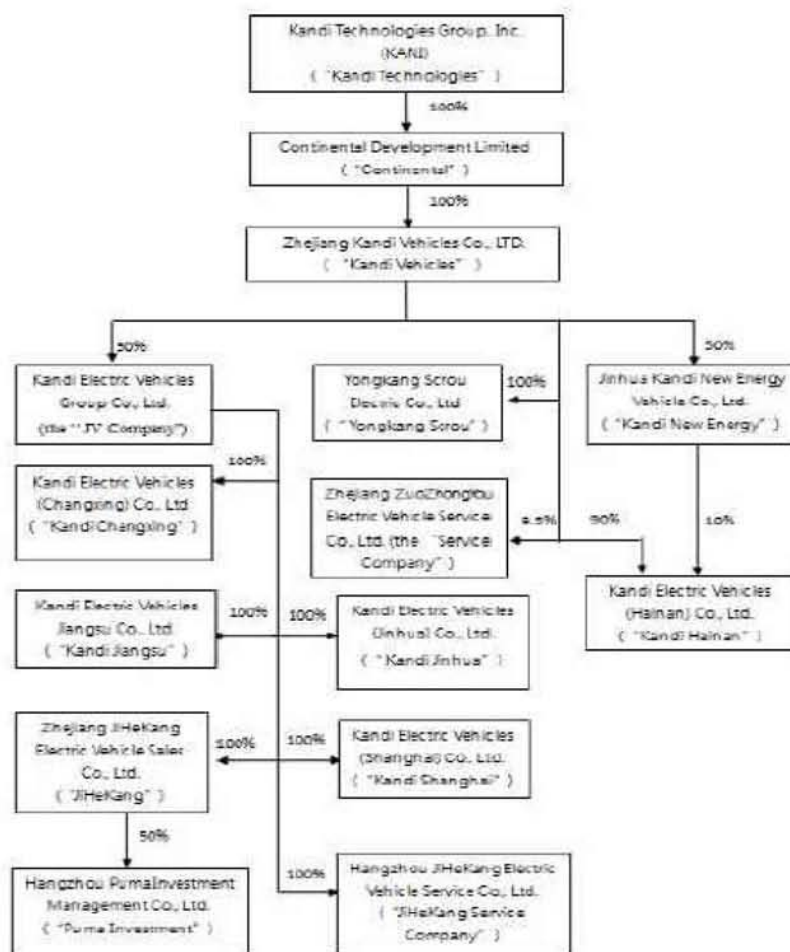 Kandi Technologies Group, Inc.
(KANI)
( "Kandi Technologies" )
100%
Continental Development Limited
( "Continental" )
100%
Zhejiang Kandi Vehicles Co., LTD.
( "Kandi Vehicles" )
50%
Kandi Electric Vehicles
Group Co., Ltd.
(the "JV Company")
Yongkang Scrou
Electric Co., Ltd
( "Yongkang Scrou" )
100%
50%
Jinhua Kandi New Energy
Vehicle Co., Ltd.
( "Kandi New Energy" )
100%
Kandi Electric Vehicles
(Changxing) Co., Ltd
( "Kandi Changxing" )
Zhejiang ZuoZhongYou
Electric Vehicle Service
Co., Ltd. (the "Service
Company" )
9.5%
90%
10%
Kandi Electric Vehicles
(Hainan) Co., Ltd.
( "Kandi Hainan" )
Kandi Electric Vehicles
Jiangsu Co., Ltd.
( "Kandi Jiangsu" )
100%
100%
Kandi Electric Vehicles
(Jinhua) Co., Ltd.
( "Kandi Jinhua" )
Zhejiang JiHeKang
Electric Vehicle Sales
Co., Ltd.
( "JiHeKang" )
100%
100%
Kandi Electric Vehicles
(Shanghai) Co., Ltd.
( "Kandi Shanghai" )
50%
Hangzhou PumaInvestment
Management Co., Ltd.
( "Puma Investment" )
100%
Hangzhou JiHeKang Electric
Vehicle Service Co., Ltd.
( "JiHeKang Service
Company" )